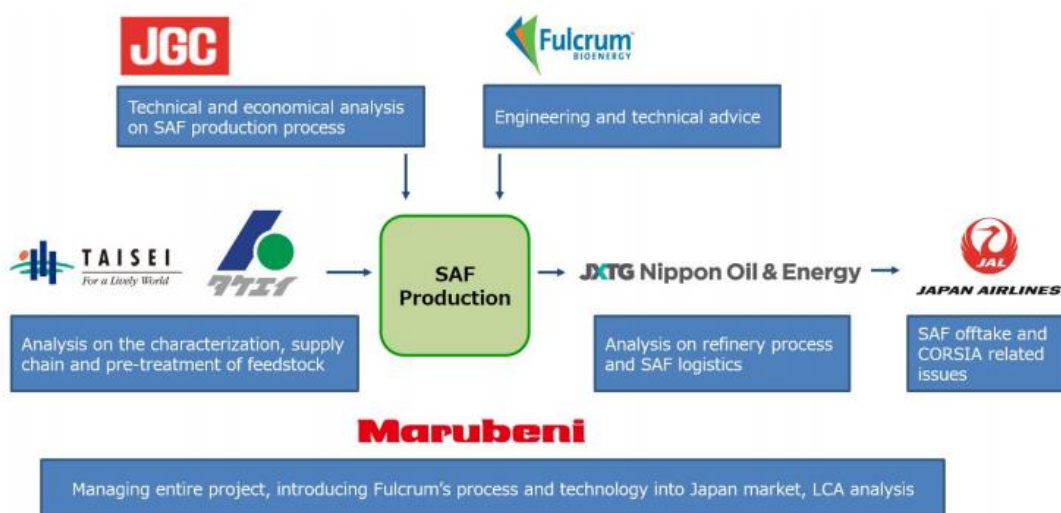 JGC
Fulcrum
BIOENERGY
Technical and economical analysis
on SAF production process
Engineering and technical advice
TAISEI
For a Lively World
タケエイ
SAF
Production
JXTG Nippon Oil & Energy
JAL
JAPAN AIRLINES
Analysis on the characterization, supply
chain and pre-treatment of feedstock
Analysis on refinery process
and SAF logistics
SAF offtake and
CORSIA related
issues
Marubeni
Managing entire project, introducing Fulcrum's process and technology into Japan market, LCA analysis